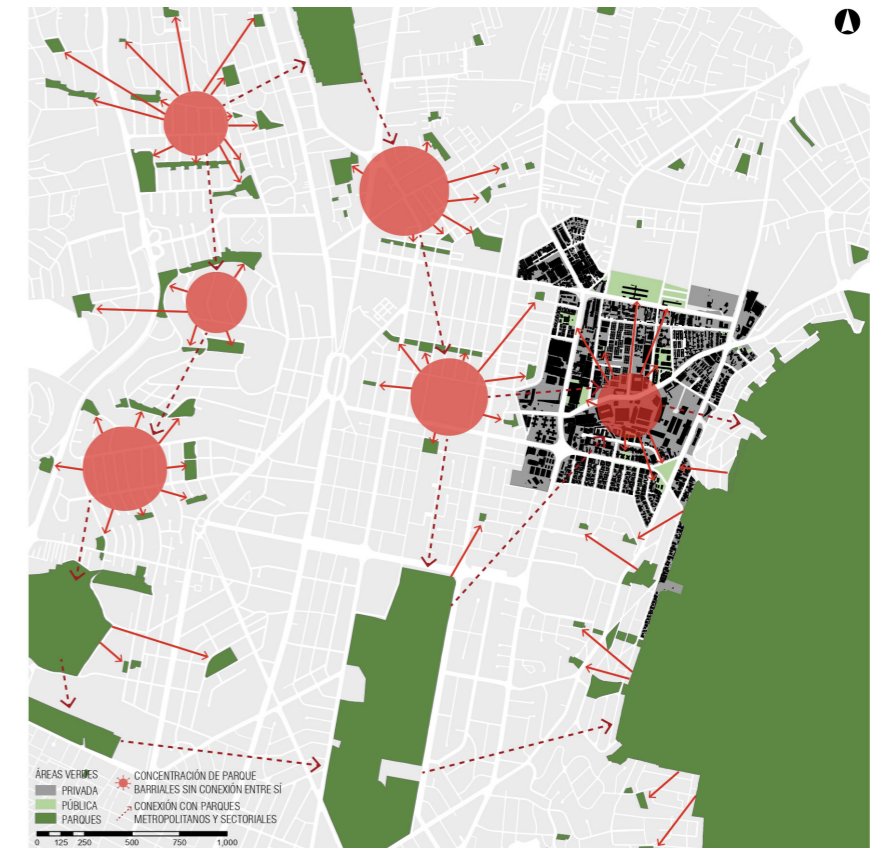 ÁREAS VERDES
PRIVADA
PÚBLICA
PARQUES
CONCENTRACIÓN DE PARQUE
BARRIALES SIN CONEXIÓN ENTRE SÍ
CONEXIÓN CON PARQUES
METROPOLITANOS Y SECTORIALES
0 125 250 500 750 1,000